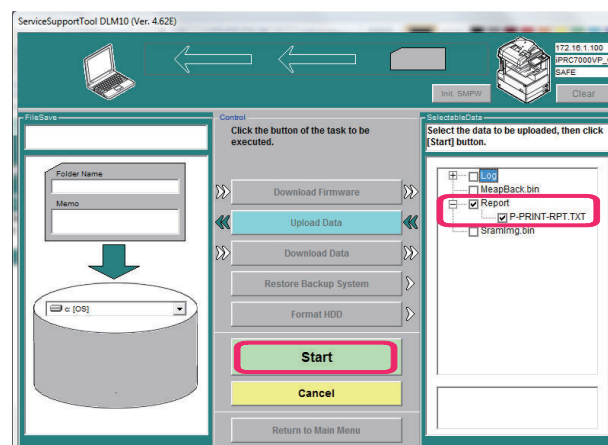 ServiceSupportTool DLM10 (Ver. 4.62E)
172.16.1.100
iPRC7000VP_
SAFE
Init. SMPW
Clear
FileSave
Folder Name
Memo
c: [OS]
Control
Click the button of the task to be
executed.
Download Firmware
Upload Data
Download Data
Restore Backup System
Format HDD
Start
Cancel
Return to Main Menu
SelectableData
Select the data to be uploaded, then click
[Start] button.
Log
MeapBack.bin
Report
P-PRINT-RPT.TXT
SramImg.bin